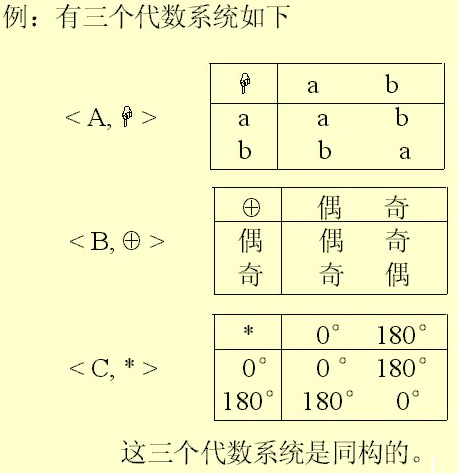 例：有三个代数系统如下
a b
< A, > a a b
b b a
⊕ 偶 奇
< B, ⊕ > 偶 偶 奇
奇 奇 偶
* 0° 180°
< C, * > 0° 0° 180°
180° 180° 0°
这三个代数系统是同构的。